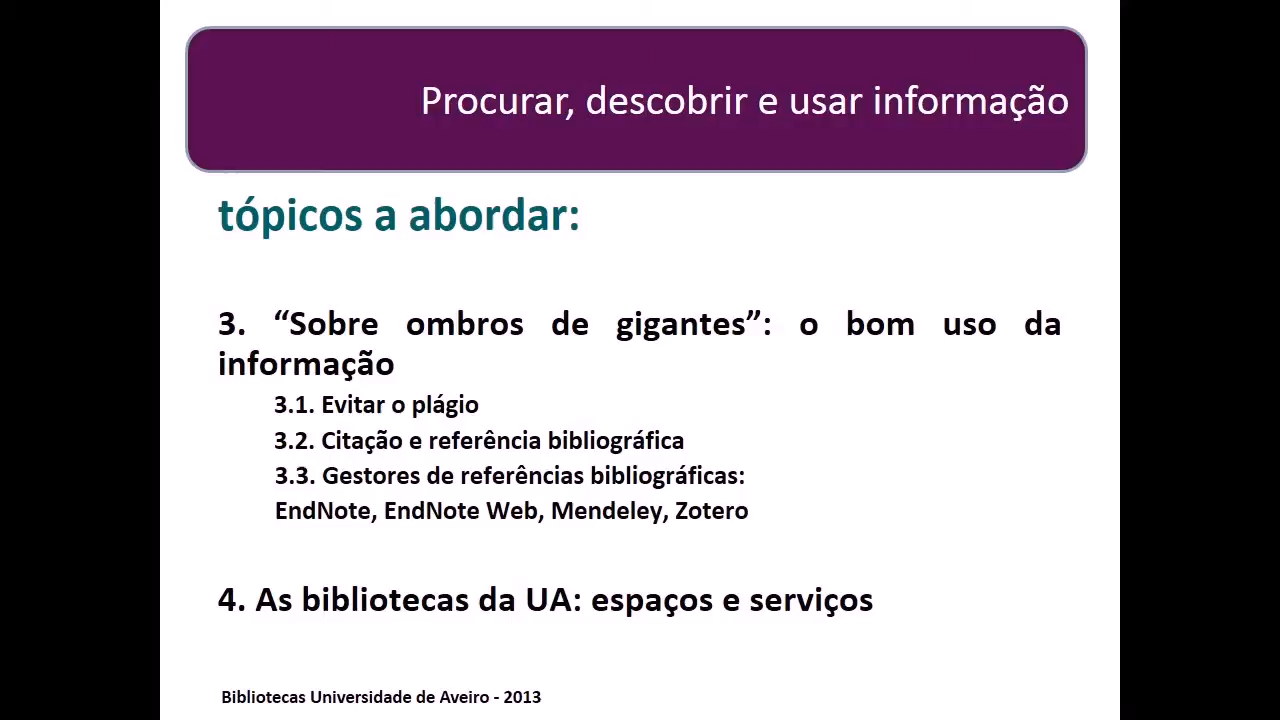 Procurar, descobrir e usar informação
tópicos a abordar:
3. “Sobre ombros de gigantes”: o bom uso da
informação
3.1. Evitar o plágio
3.2. Citação e referência bibliográfica
3.3. Gestores de referências bibliográficas:
EndNote, EndNote Web, Mendeley, Zotero
4. As bibliotecas da UA: espaços e serviços
Bibliotecas Universidade de Aveiro - 2013